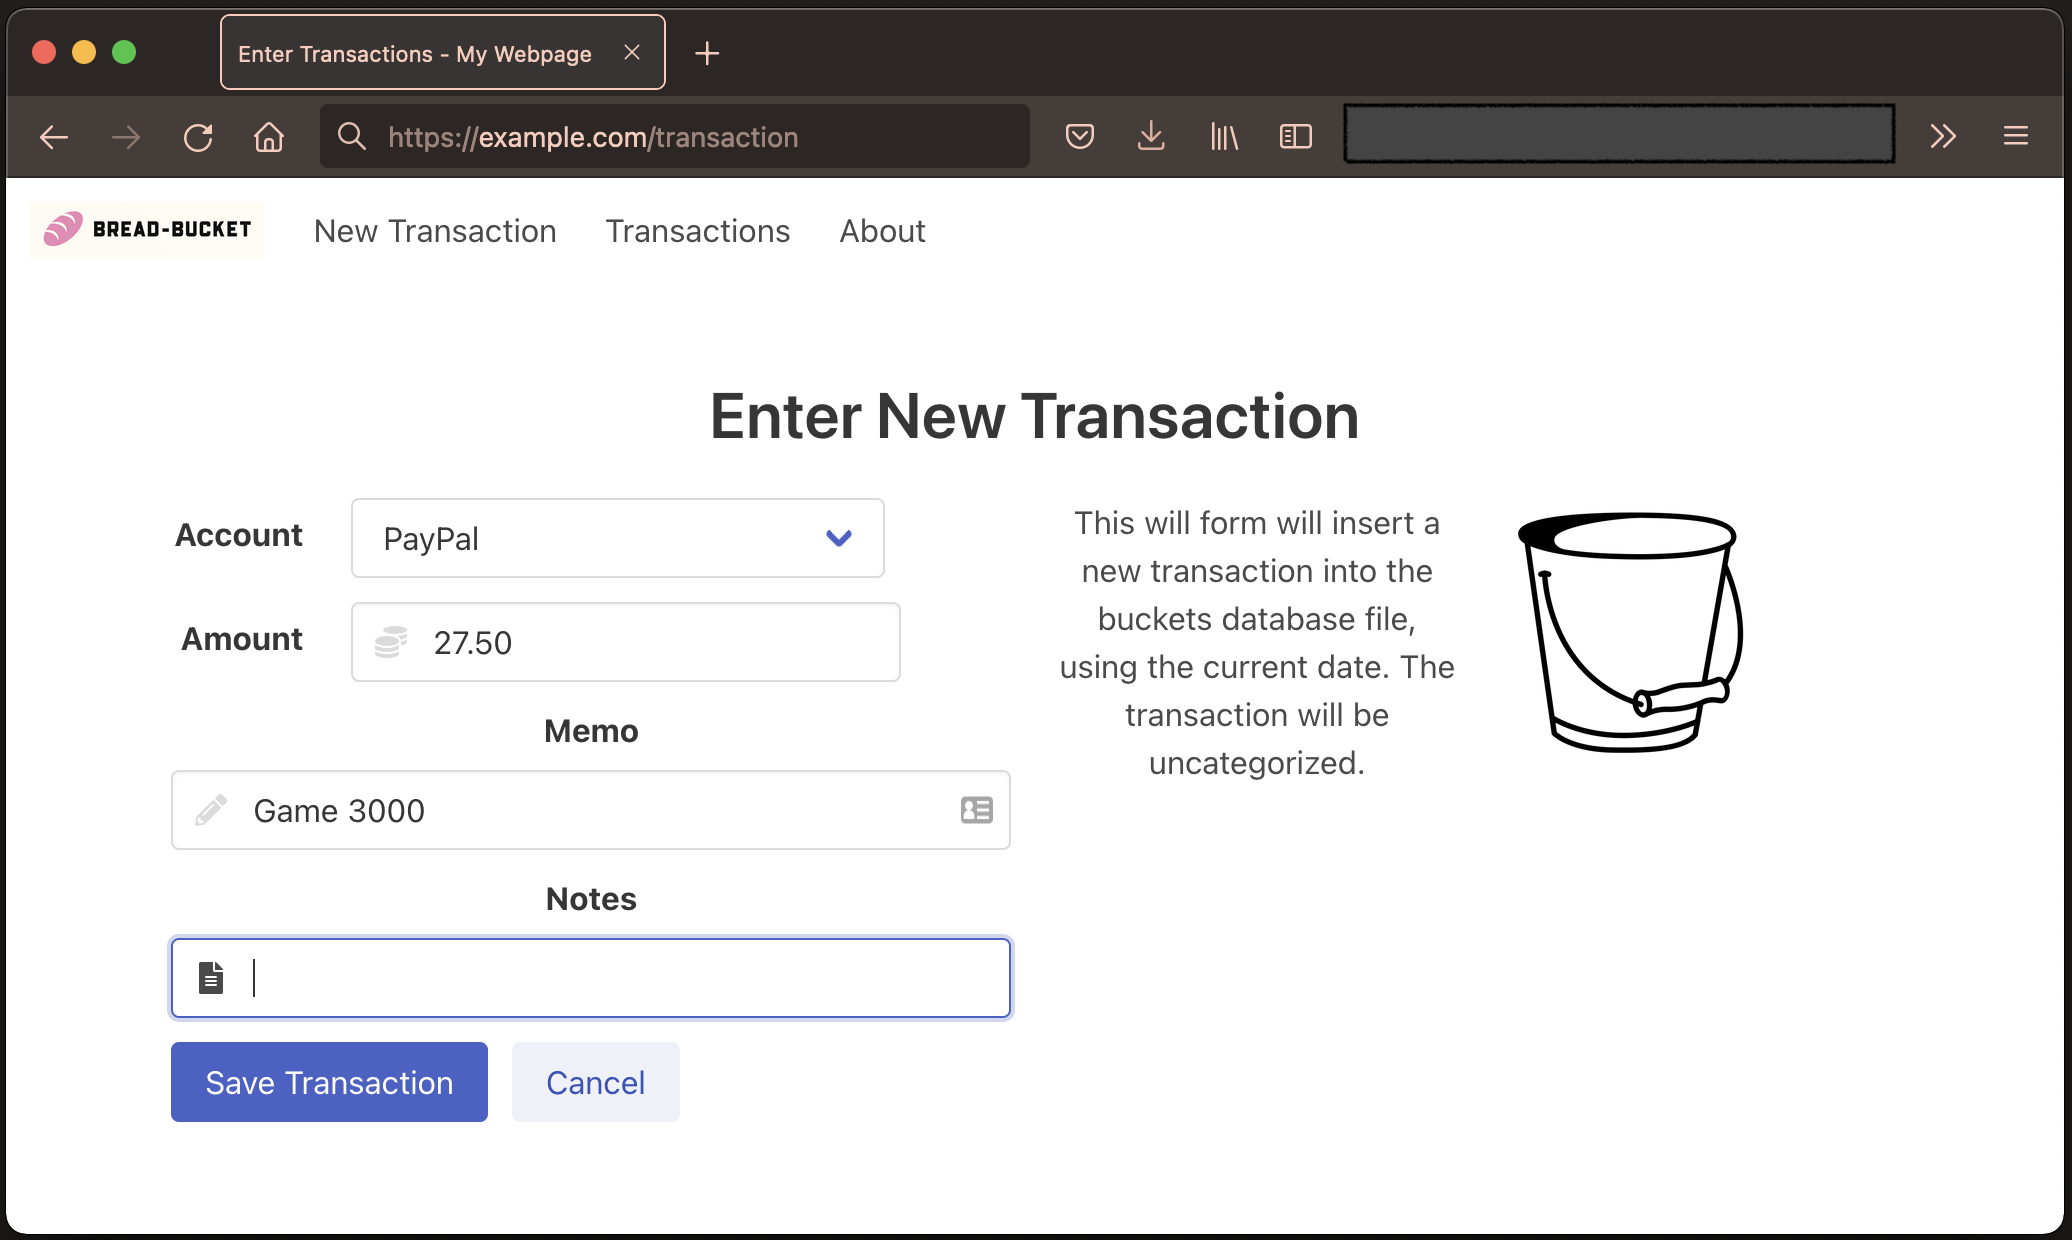 Enter Transactions - My Webpage
https://example.com/transaction
BREAD-BUCKET
New Transaction
Transactions
About
Enter New Transaction
Account
PayPal
Amount
27.50
Memo
Game 3000
Notes
Save Transaction
Cancel
This will form will insert a
new transaction into the
buckets database file,
using the current date. The
transaction will be
uncategorized.